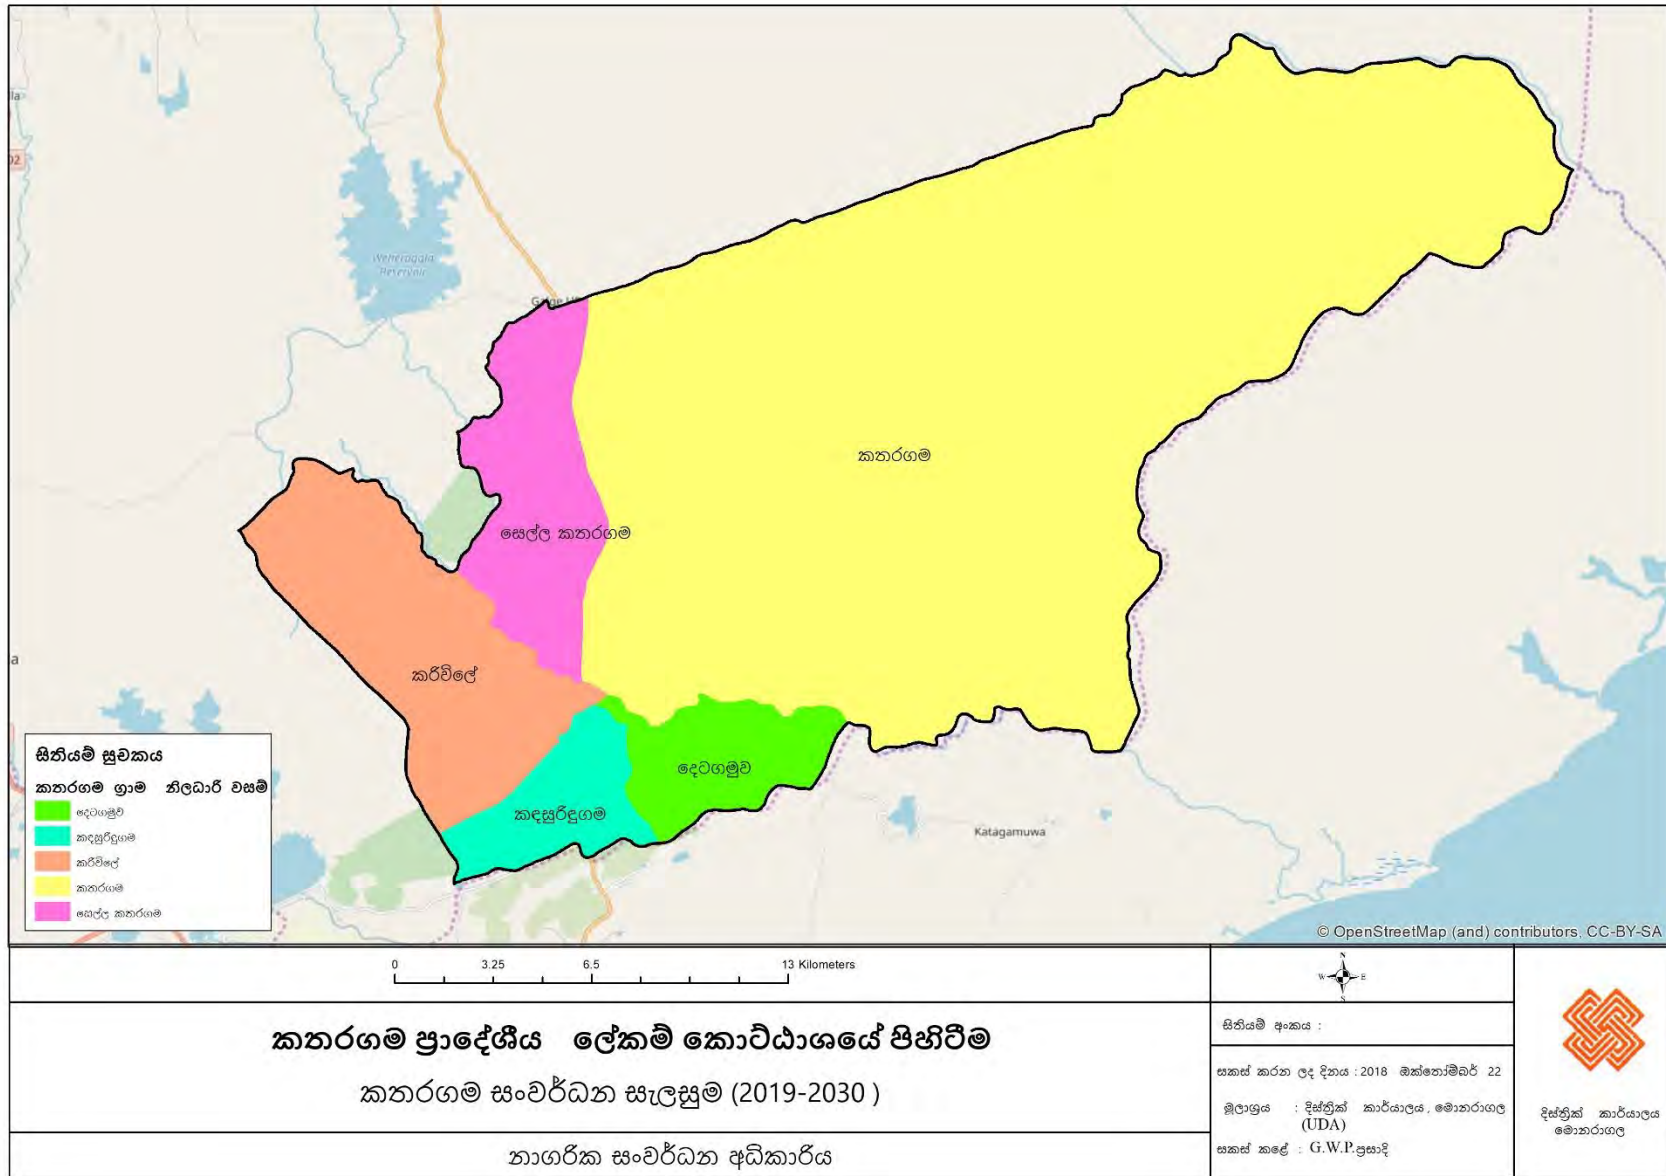 02
Weheragala
Reservoir
කතරගම
සෙල්ල කතරගම
කරිවිලේ
a
දෙටගමුව
කඳසුරිඳුගම
Katagamuwa
සිතියම් සුචකය
කතරගම ග්‍රාම නිලධාරී වසම්
දෙටගමුව
කඳසුරිඳුගම
කරිවිලේ
කතරගම
සෙල්ල කතරගම
© OpenStreetMap (and) contributors, CC-BY-SA
0 3.25 6.5 13 Kilometers
N
W E
S
කතරගම ප්‍රාදේශීය ලේකම් කොට්ඨාශයේ පිහිටීම
කතරගම සංවර්ධන සැලසුම (2019-2030 )
නාගරික සංවර්ධන අධිකාරිය
සිතියම් අංකය :
සකස් කරන ලද දිනය : 2018 ඔක්තෝම්බර් 22
මූලාශ්‍රය : දිස්ත්‍රික් කාර්යාලය, මොනරාගල
(UDA)
සකස් කළේ : G.W.P.ප්‍රසාදි
දිස්ත්‍රික් කාර්යාලය
මොනරාගල